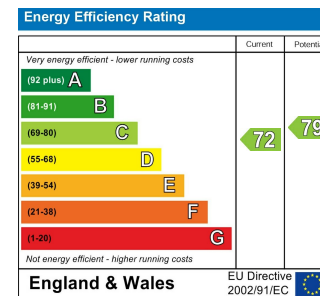 Energy Efficiency Rating
Current Potentia
Very energy efficient - lower running costs
(92 plus) A
(81-91) B
(69-80) C
72 79
(55-68) D
(39-54) E
(21-38) F
(1-20) G
Not energy efficient - higher running costs
England & Wales
EU Directive
2002/91/EC